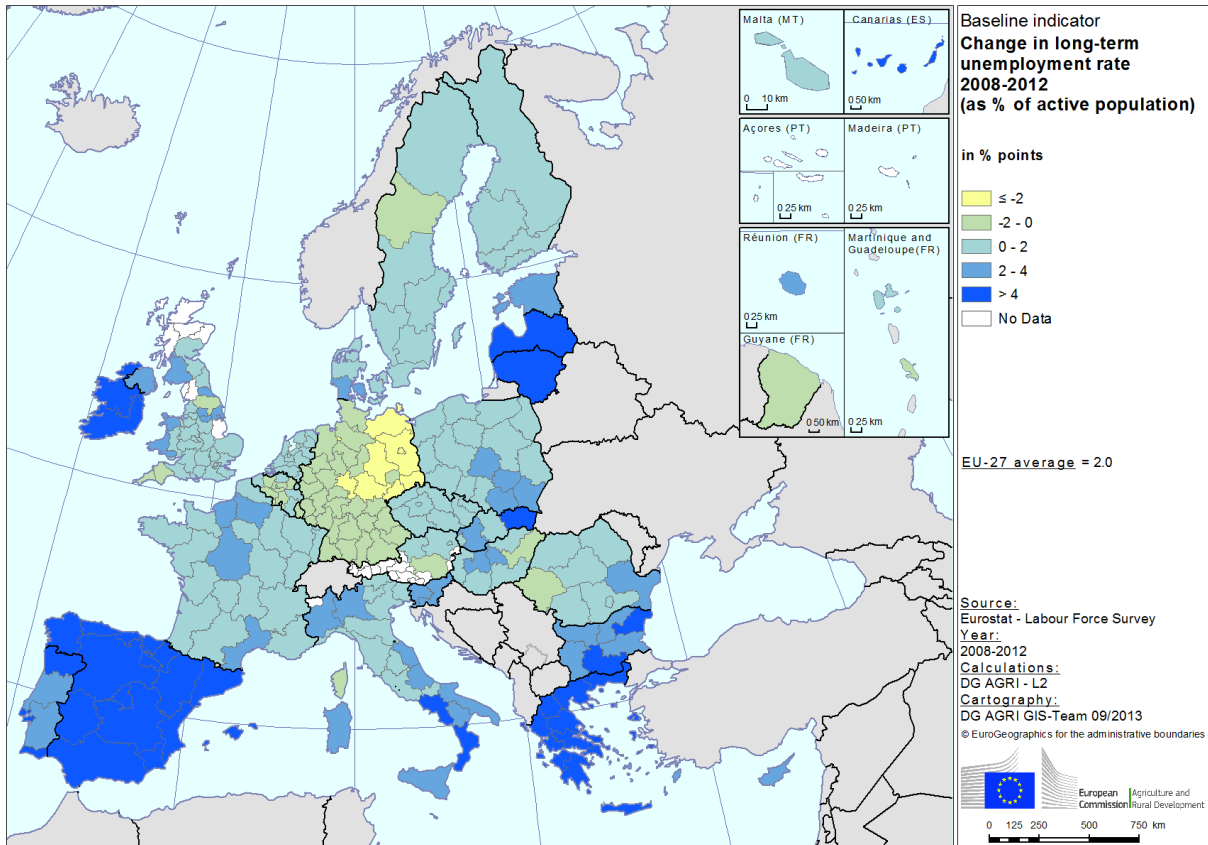 Malta (MT)
0 10 km
Canarias (ES)
0 50 km
Açores (PT)
0 25 km
Madeira (PT)
0 25 km
Réunion (FR)
0 25 km
Martinique and
Guadeloupe(FR)
0 25 km
Guyane (FR)
0 50 km
Baseline indicator
Change in long-term
unemployment rate
2008-2012
(as % of active population)
in % points
≤ -2
-2 - 0
0 - 2
2 - 4
> 4
No Data
EU-27 average = 2.0
Source:
Eurostat - Labour Force Survey
Year:
2008-2012
Calculations:
DG AGRI - L2
Cartography:
DG AGRI GIS-Team 09/2013
© EuroGeographics for the administrative boundaries
European
Commission
Agriculture and
Rural Development
0 125 250 500 750 km